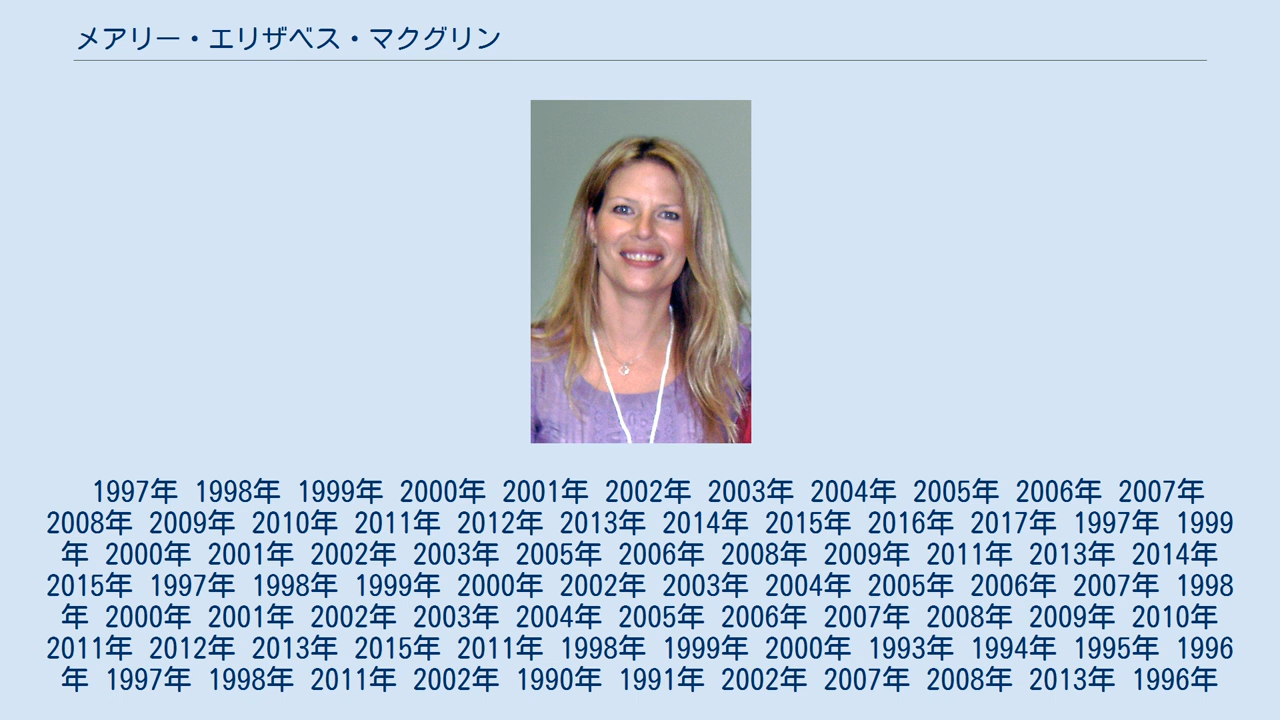 メアリー・エリザベス・マクグリン
1997年 1998年 1999年 2000年 2001年 2002年 2003年 2004年 2005年 2006年 2007年
2008年 2009年 2010年 2011年 2012年 2013年 2014年 2015年 2016年 2017年 1997年 1999
年 2000年 2001年 2002年 2003年 2005年 2006年 2008年 2009年 2011年 2013年 2014年
2015年 1997年 1998年 1999年 2000年 2002年 2003年 2004年 2005年 2006年 2007年 1998
年 2000年 2001年 2002年 2003年 2004年 2005年 2006年 2007年 2008年 2009年 2010年
2011年 2012年 2013年 2015年 2011年 1998年 1999年 2000年 1993年 1994年 1995年 1996
年 1997年 1998年 2011年 2002年 1990年 1991年 2002年 2007年 2008年 2013年 1996年